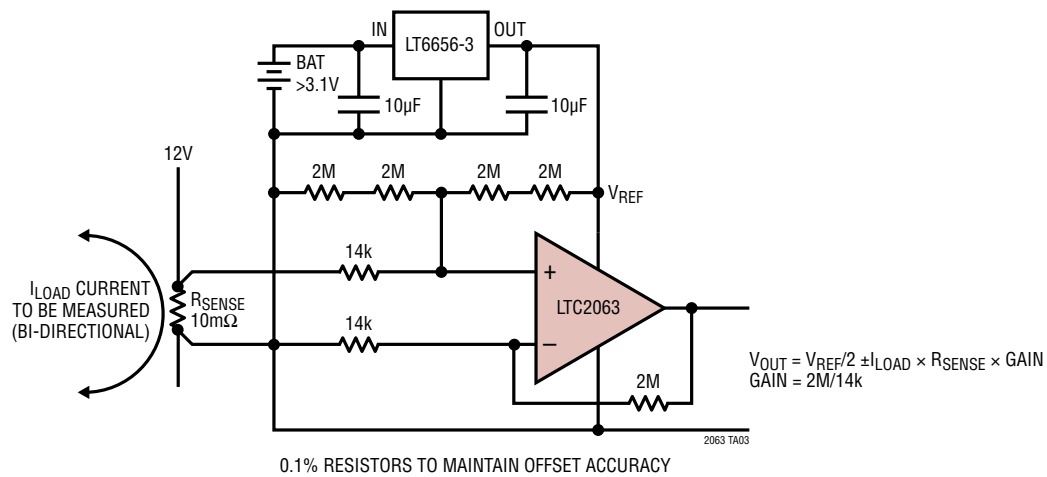 IN
LT6656-3
OUT
BAT
>3.1V
10µF
10µF
12V
2M
2M
2M
2M
VREF
14k
ILOAD CURRENT
TO BE MEASURED
(BI-DIRECTIONAL)
RSENSE
10mΩ
+
LTC2063
14k
–
2M
VOUT = VREF/2 ±ILOAD × RSENSE × GAIN
GAIN = 2M/14k
2063 TA03
0.1% RESISTORS TO MAINTAIN OFFSET ACCURACY